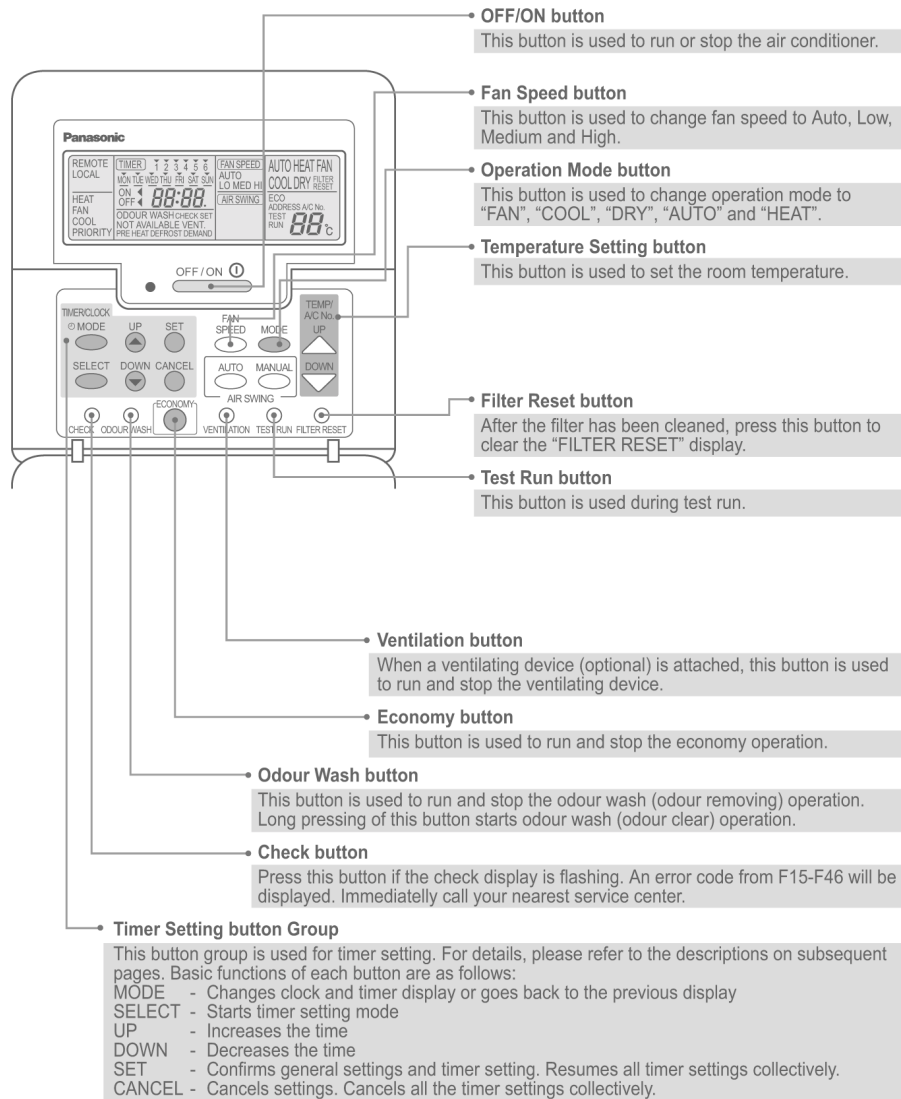 OFF/ON button
This button is used to run or stop the air conditioner.
Fan Speed button
This button is used to change fan speed to Auto, Low,
Medium and High.
Operation Mode button
This button is used to change operation mode to
“FAN”, “COOL”, “DRY”, “AUTO” and “HEAT”.
Temperature Setting button
This button is used to set the room temperature.
Panasonic
REMOTE
LOCAL
HEAT
FAN
COOL
PRIORITY
TIMER 1 2 3 4 5 6
MON TUE WED THU FRI SAT SUN
ON
OFF 88:88.
ODOUR WASH CHECK SET
NOT AVAILABLE VENT.
PRE HEAT DEFROST DEMAND
FAN SPEED
AUTO
LO MED HI
AIR SWING
AUTO HEAT FAN
COOL DRY FILTER RESET
ECO
ADDRESS A/C No.
TEST
RUN 88°C
OFF / ON
TIMER/CLOCK
MODE UP SET
SELECT DOWN CANCEL
FAN
SPEED MODE
AUTO MANUAL
AIR SWING
TEMP/
A/C No.
UP
DOWN
CHECK ODOUR WASH ECONOMY VENTILATION TEST RUN FILTER RESET
Filter Reset button
After the filter has been cleaned, press this button to
clear the “FILTER RESET” display.
Test Run button
This button is used during test run.
Ventilation button
When a ventilating device (optional) is attached, this button is used
to run and stop the ventilating device.
Economy button
This button is used to run and stop the economy operation.
Odour Wash button
This button is used to run and stop the odour wash (odour removing) operation.
Long pressing of this button starts odour wash (odour clear) operation.
Check button
Press this button if the check display is flashing. An error code from F15-F46 will be
displayed. Immediatelly call your nearest service center.
Timer Setting button Group
This button group is used for timer setting. For details, please refer to the descriptions on subsequent
pages. Basic functions of each button are as follows:
MODE - Changes clock and timer display or goes back to the previous display
SELECT - Starts timer setting mode
UP - Increases the time
DOWN - Decreases the time
SET - Confirms general settings and timer setting. Resumes all timer settings collectively.
CANCEL - Cancels settings. Cancels all the timer settings collectively.